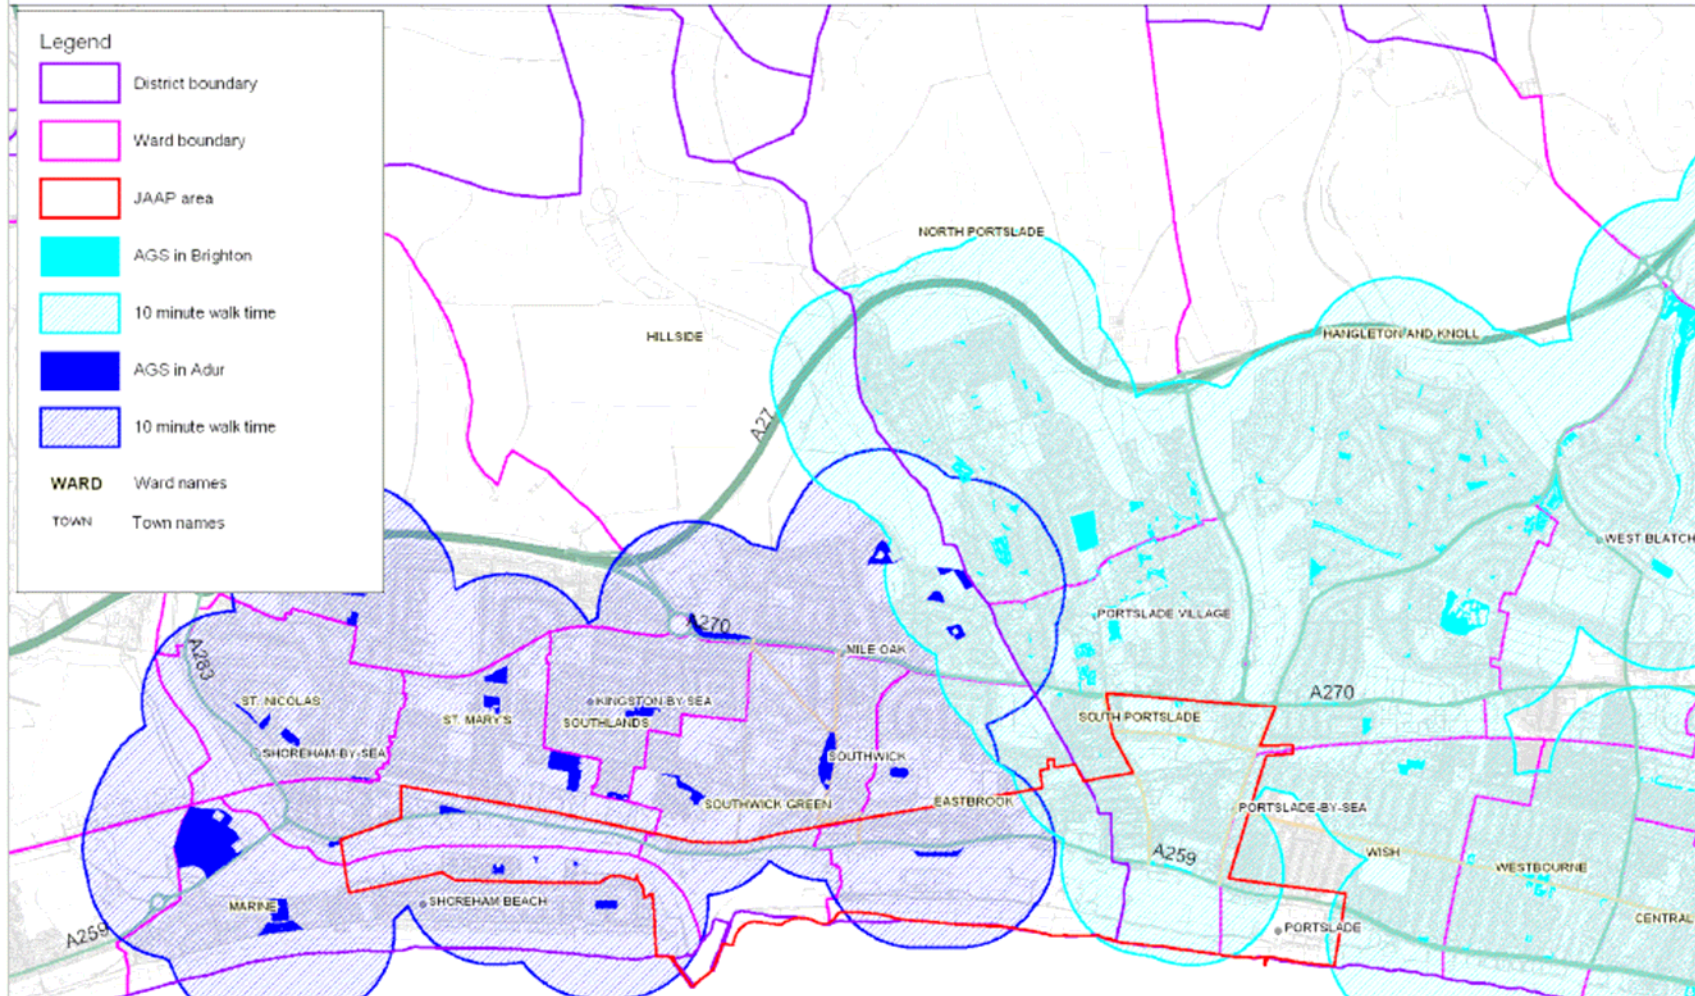 Legend
District boundary
Ward boundary
JAAP area
AGS in Brighton
10 minute walk time
AGS in Adur
10 minute walk time
WARD Ward names
TOWN Town names
NORTH PORTSLADE
HILLSIDE
HANGLETON AND KNOLL
A27
WEST BLATCH
PORTSLADE VILLAGE
A270
MILE OAK
A283
A270
ST. NICOLAS
KINGSTON-BY-SEA
ST. MARY'S
SOUTHLANDS
SOUTH PORTSLADE
SHOREHAM-BY-SEA
SOUTHWICK
SOUTHWICK GREEN
EASTBROOK
PORTSLADE-BY-SEA
A259
WISH
WESTBOURNE
MARINE
SHOREHAM BEACH
CENTRAL
PORTSLADE
A259